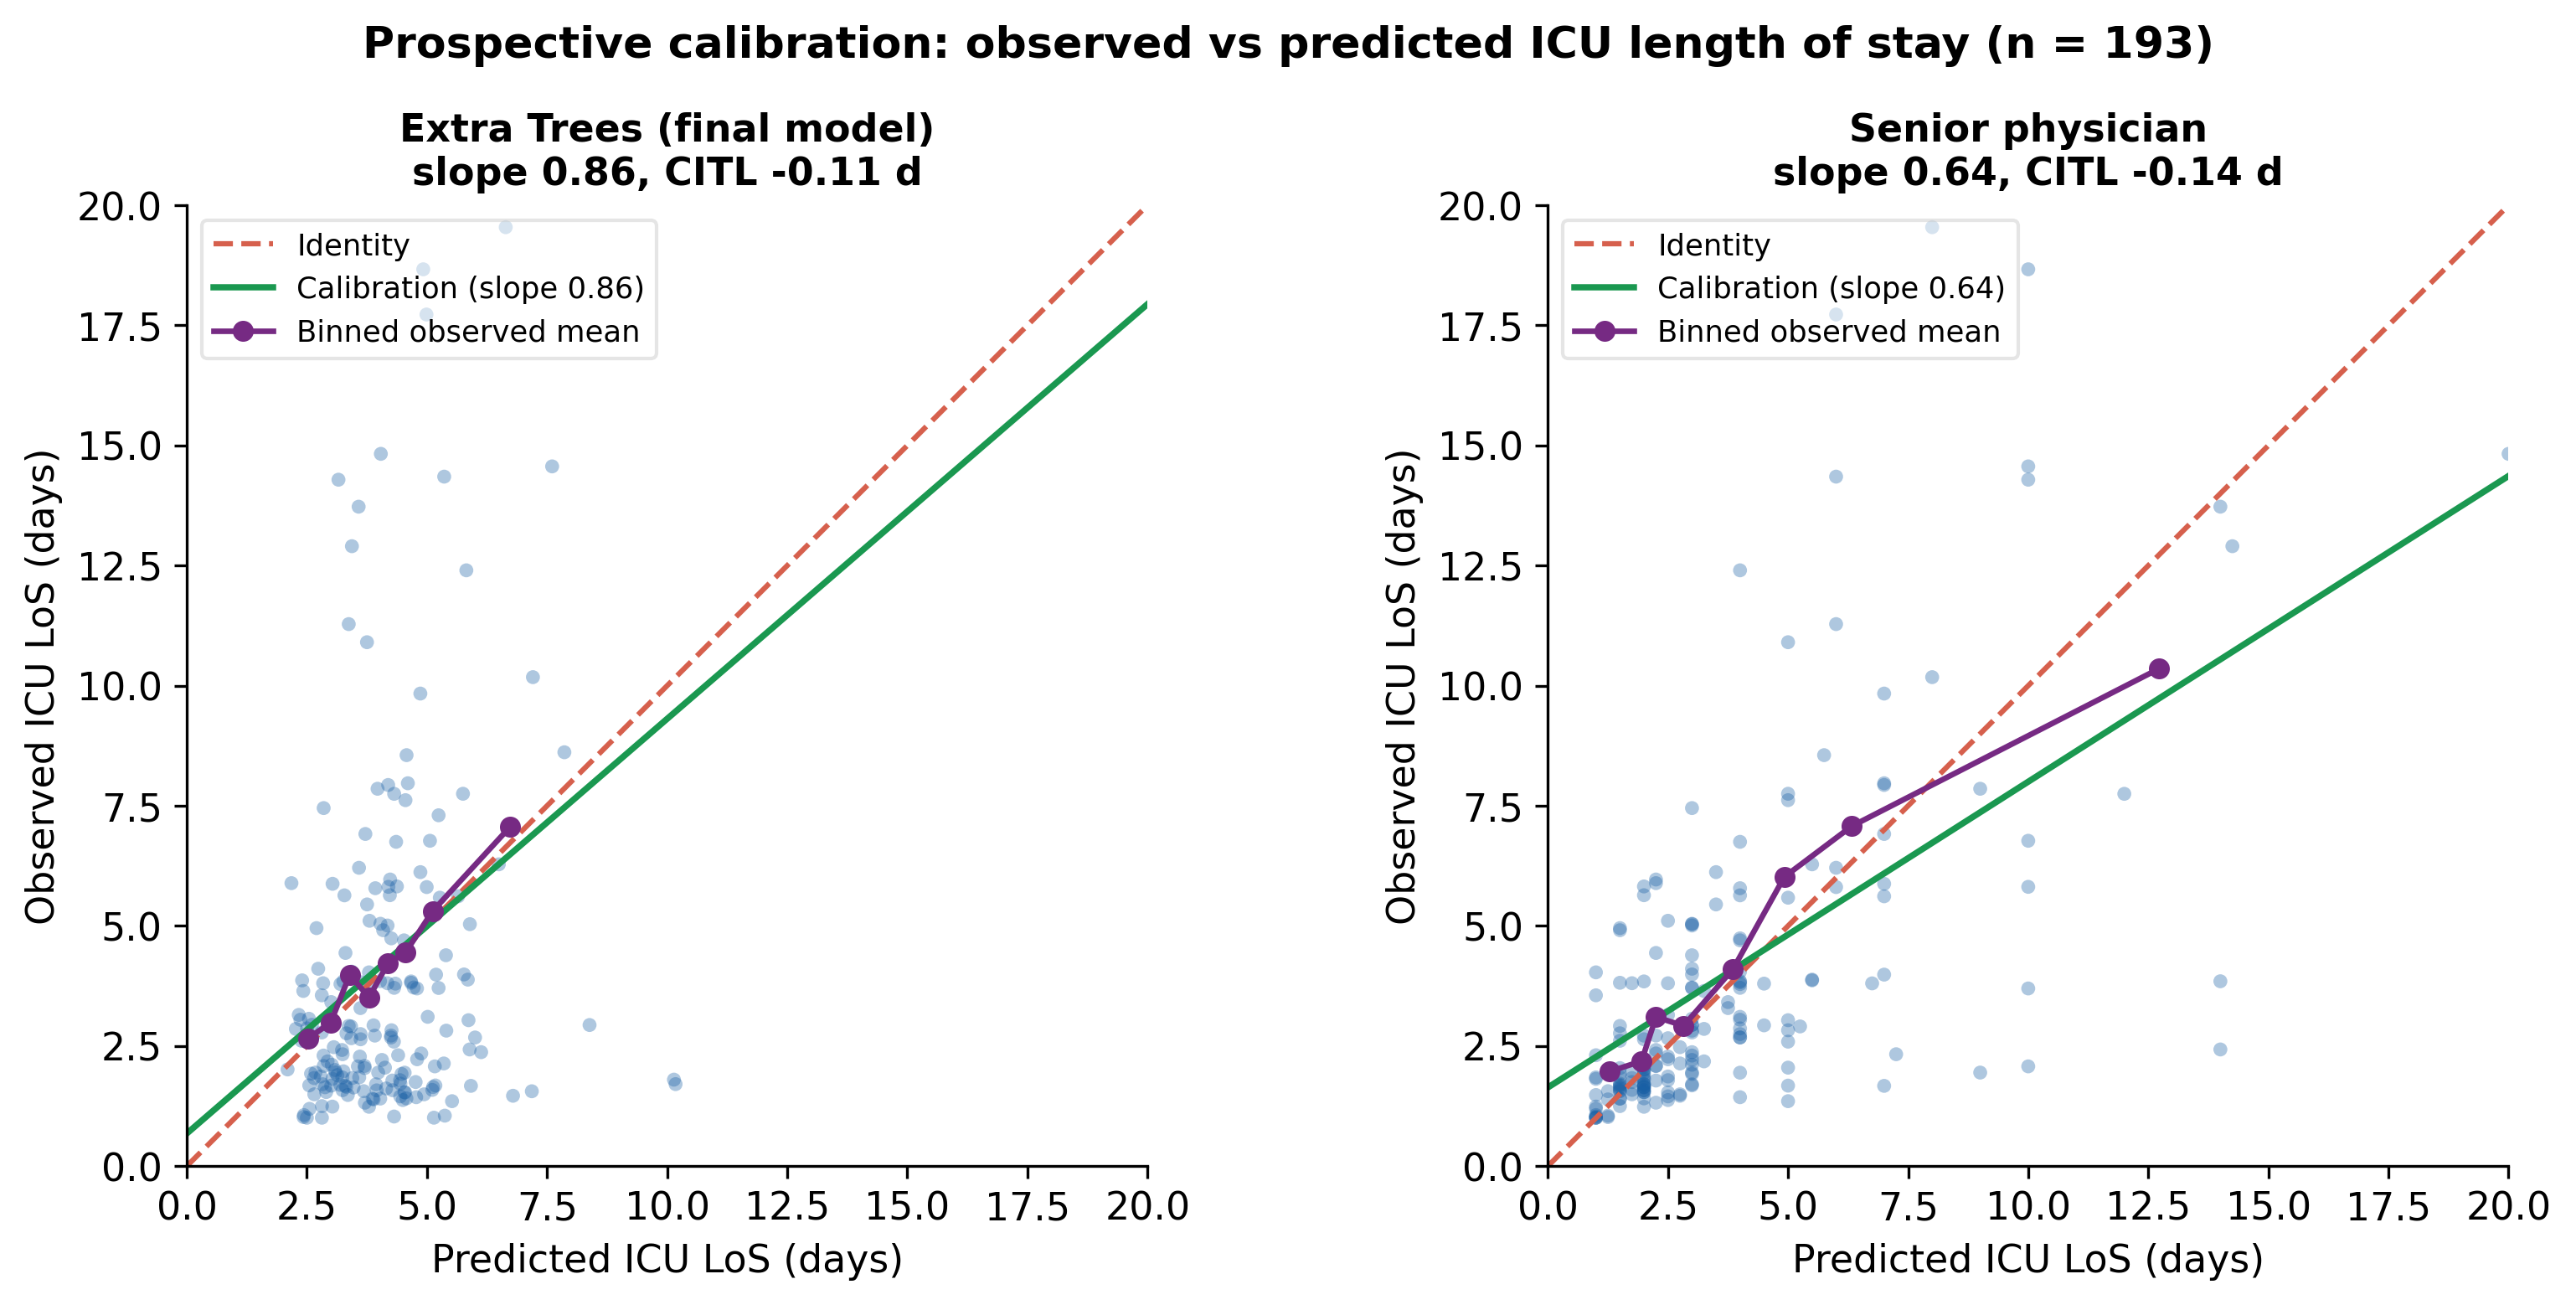 Prospective calibration: observed vs predicted ICU length of stay (n = 193)
Extra Trees (final model)
slope 0.86, CITL -0.11 d
Identity
Calibration (slope 0.86)
Binned observed mean
Observed ICU LoS (days)
20.0
17.5
15.0
12.5
10.0
7.5
5.0
2.5
0.0
0.0 2.5 5.0 7.5 10.0 12.5 15.0 17.5 20.0
Predicted ICU LoS (days)
Senior physician
slope 0.64, CITL -0.14 d
Identity
Calibration (slope 0.64)
Binned observed mean
Observed ICU LoS (days)
20.0
17.5
15.0
12.5
10.0
7.5
5.0
2.5
0.0
0.0 2.5 5.0 7.5 10.0 12.5 15.0 17.5 20.0
Predicted ICU LoS (days)